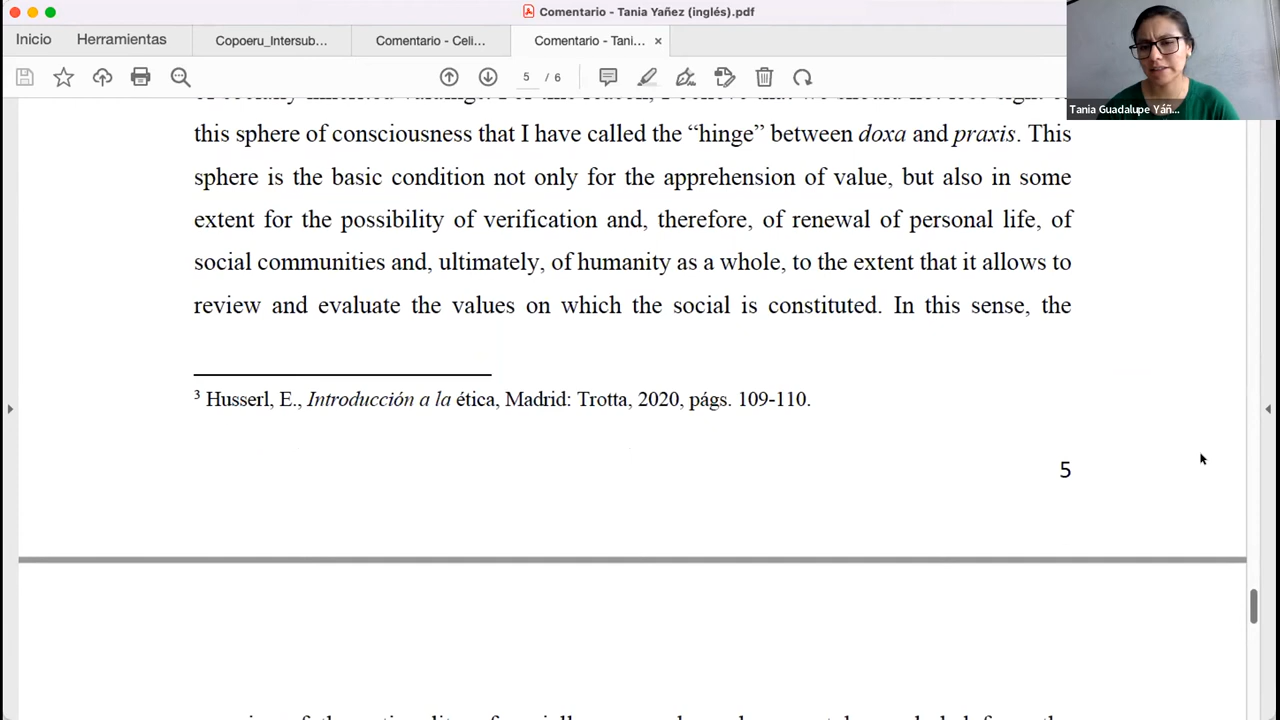 Comentario - Tania Yañez (inglés).pdf
Inicio
Herramientas
Copoeru_Intersub...
Comentario - Celi...
Comentario - Tani...
5 / 6
Tania Guadalupe Yáñ...
this sphere of consciousness that I have called the “hinge” between doxa and praxis. This
sphere is the basic condition not only for the apprehension of value, but also in some
extent for the possibility of verification and, therefore, of renewal of personal life, of
social communities and, ultimately, of humanity as a whole, to the extent that it allows to
review and evaluate the values on which the social is constituted. In this sense, the
3 Husserl, E., Introducción a la ética, Madrid: Trotta, 2020, págs. 109-110.
5